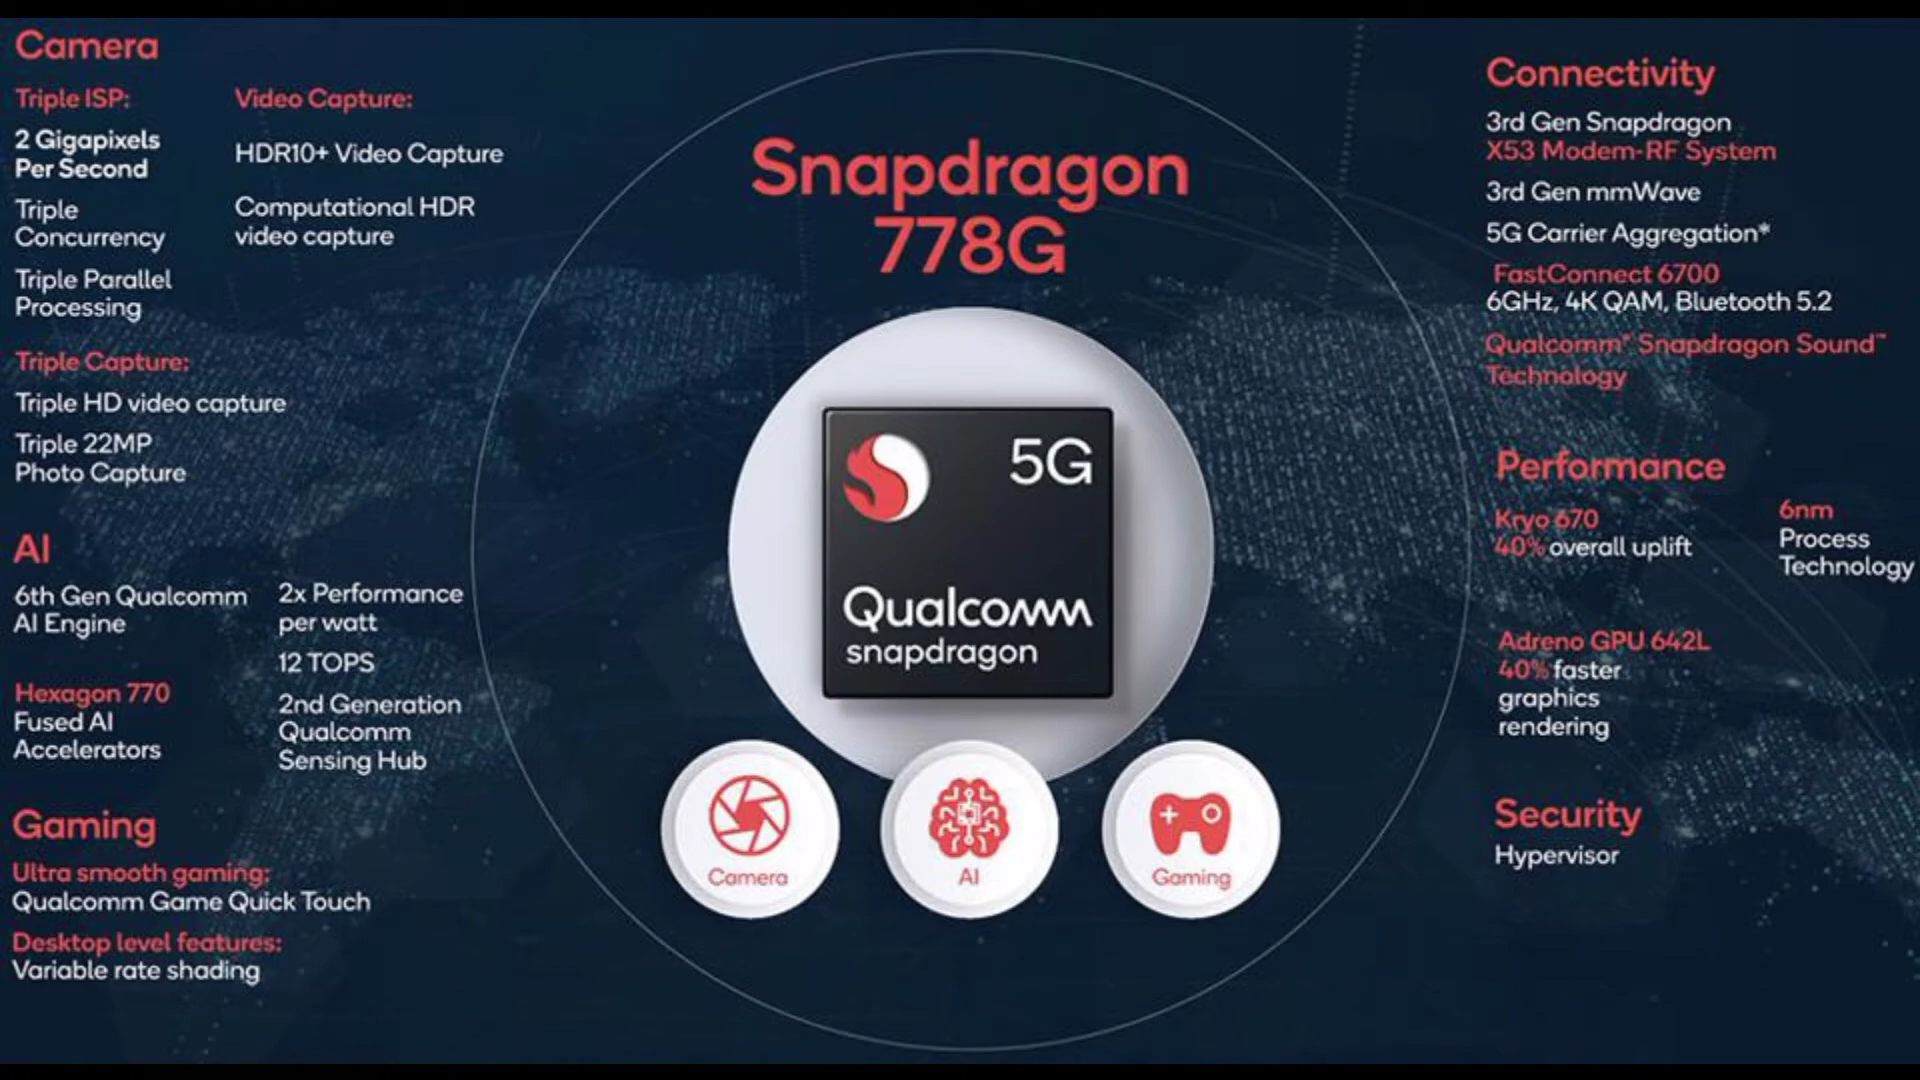 Camera
Triple ISP:
2 Gigapixels
Per Second
Triple
Concurrency
Triple Parallel
Processing
Video Capture:
HDR10+ Video Capture
Computational HDR
video capture
Triple Capture:
Triple HD video capture
Triple 22MP
Photo Capture
AI
6th Gen Qualcomm
AI Engine
Hexagon 770
Fused AI
Accelerators
2x Performance
per watt
12 TOPS
2nd Generation
Qualcomm
Sensing Hub
Gaming
Ultra smooth gaming:
Qualcomm Game Quick Touch
Desktop level features:
Variable rate shading
Snapdragon
778G
5G
Qualcomm
snapdragon
Camera
AI
Gaming
Connectivity
3rd Gen Snapdragon
X53 Modem-RF System
3rd Gen mmWave
5G Carrier Aggregation*
FastConnect 6700
6GHz, 4K QAM, Bluetooth 5.2
Qualcomm® Snapdragon Sound™
Technology
Performance
Kryo 670
40% overall uplift
6nm
Process
Technology
Adreno GPU 642L
40% faster
graphics
rendering
Security
Hypervisor